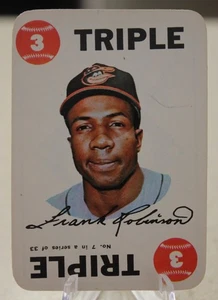 3 TRIPLE
Frank Robinson
No. 7 in a series of 33
TRIPLE 3